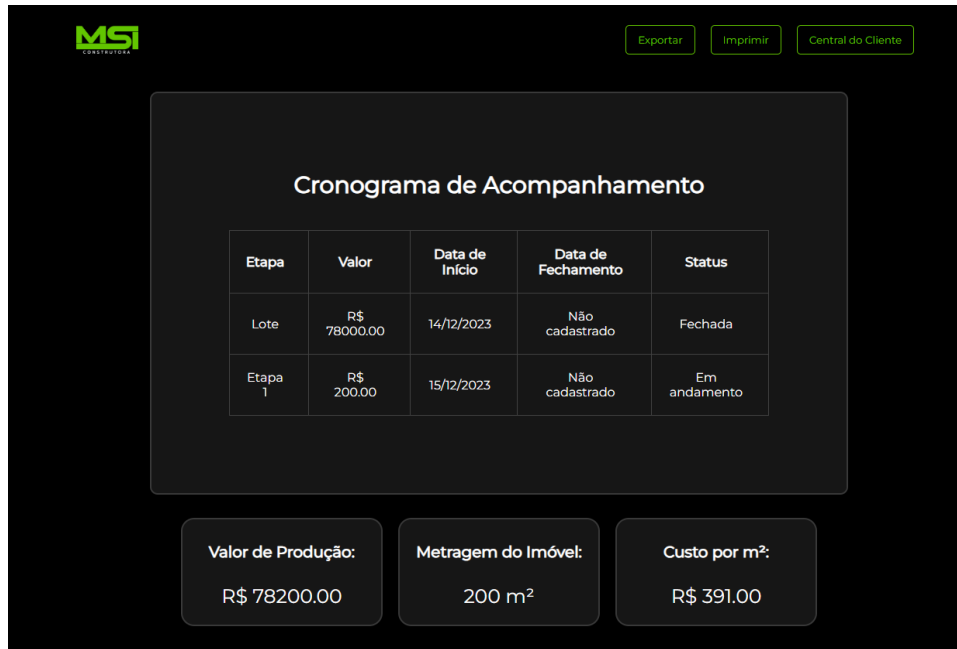 MSI
CONSTRUTORA
Exportar
Imprimir
Central do Cliente
Cronograma de Acompanhamento
Etapa
Valor
Data de
Início
Data de
Fechamento
Status
Lote
R$
78000.00
14/12/2023
Não
cadastrado
Fechada
Etapa
1
R$
200.00
15/12/2023
Não
cadastrado
Em
andamento
Valor de Produção:
R$ 78200.00
Metragem do Imóvel:
200 m²
Custo por m²:
R$ 391.00